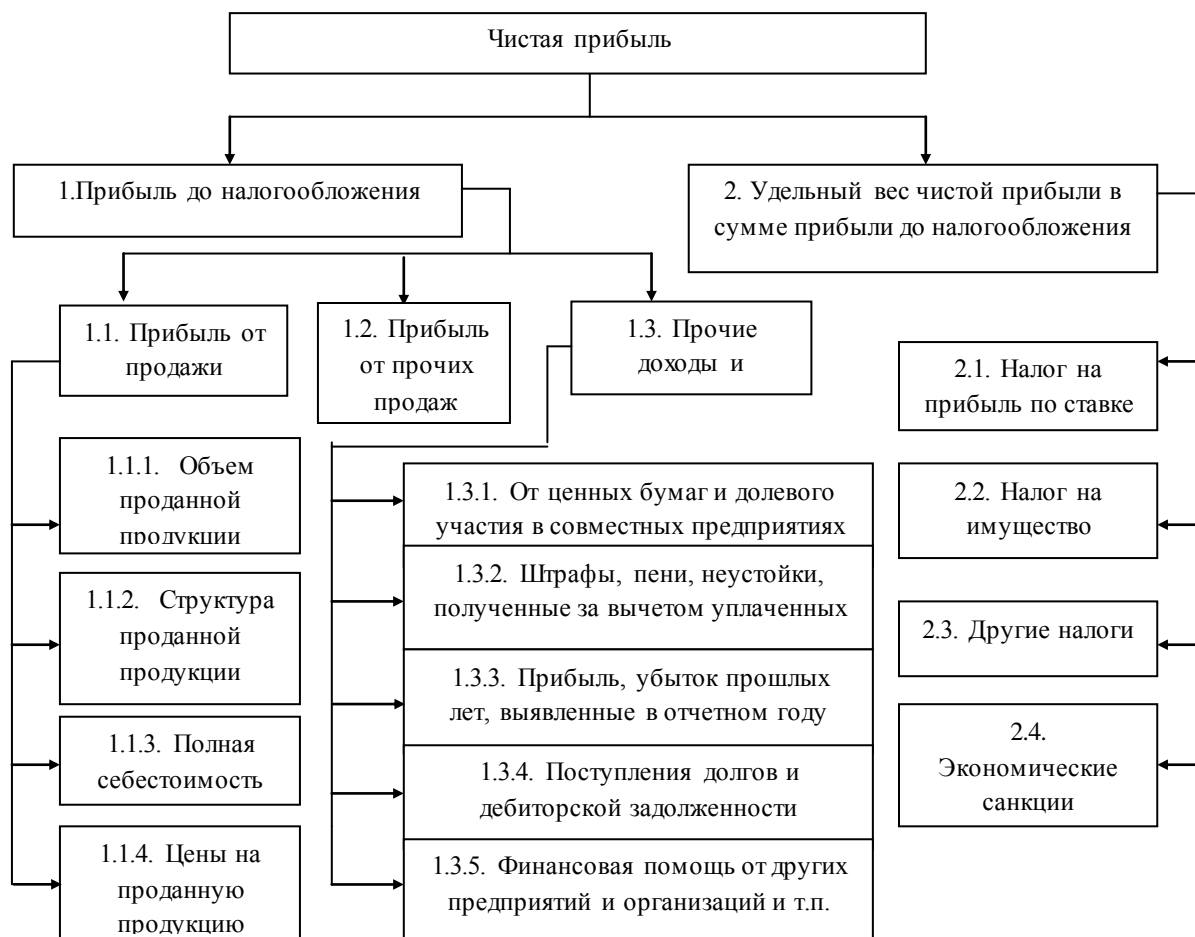 Чистая прибыль
1.Прибыль до налогообложения
2. Удельный вес чистой прибыли в
сумме прибыли до налогообложения
1.1. Прибыль от
продажи
1.2. Прибыль
от прочих
продаж
1.3. Прочие
доходы и
2.1. Налог на
прибыль по ставке
1.1.1. Объем
проданной
продукции
1.3.1. От ценных бумаг и долевого
участия в совместных предприятиях
2.2. Налог на
имущество
1.3.2. Штрафы, пени, неустойки,
полученные за вычетом уплаченных
1.1.2. Структура
проданной
продукции
2.3. Другие налоги
1.3.3. Прибыль, убыток прошлых
лет, выявленные в отчетном году
1.1.3. Полная
себестоимость
1.3.4. Поступления долгов и
дебиторской задолженности
2.4.
Экономические
санкции
1.1.4. Цены на
проданную
продукцию
1.3.5. Финансовая помощь от других
предприятий и организаций и т.п.